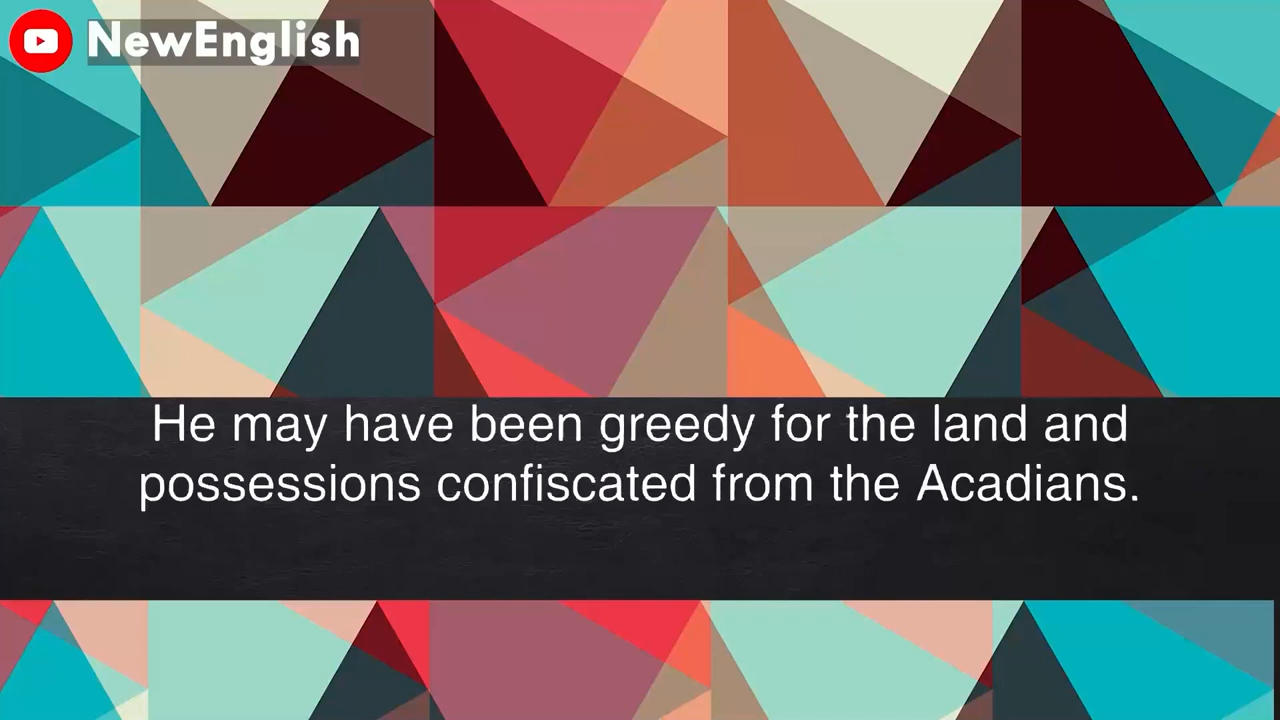 NewEnglish
He may have been greedy for the land and
possessions confiscated from the Acadians.